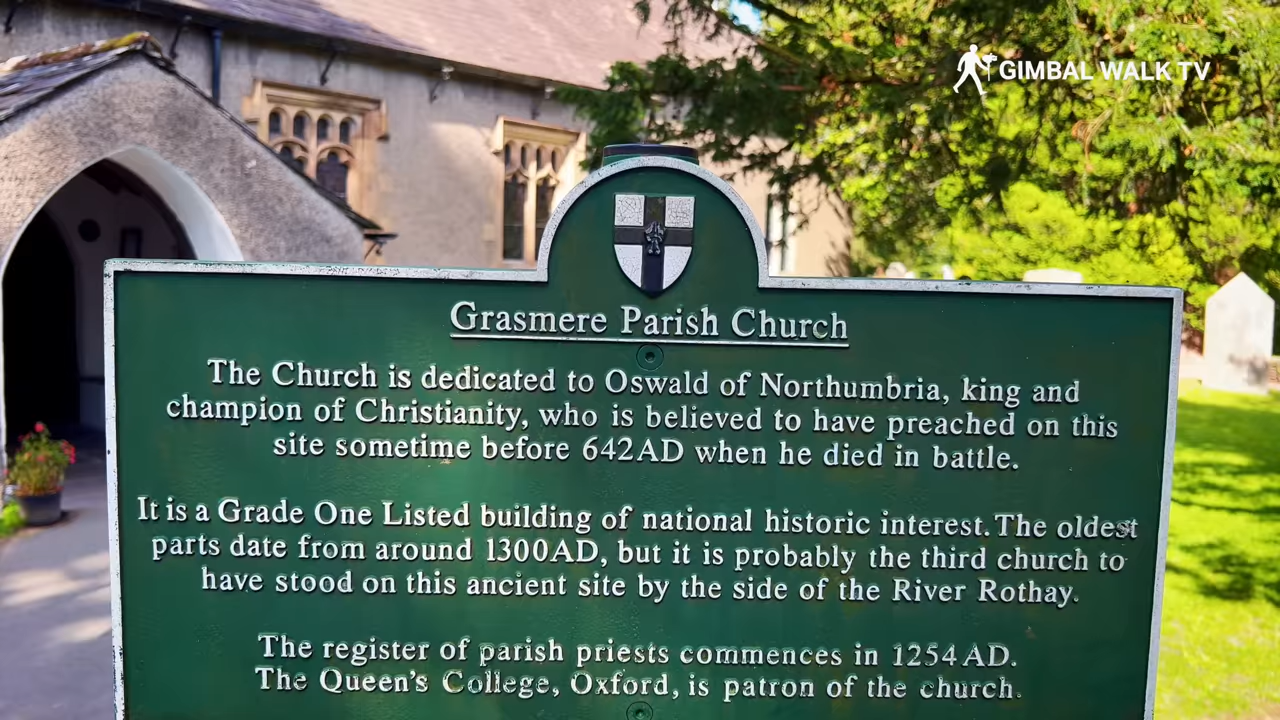 GIMBAL WALK TV
Grasmere Parish Church
The Church is dedicated to Oswald of Northumbria, king and
champion of Christianity, who is believed to have preached on this
site sometime before 642AD when he died in battle.
It is a Grade One Listed building of national historic interest. The oldest
parts date from around 1300AD, but it is probably the third church to
have stood on this ancient site by the side of the River Rothay.
The register of parish priests commences in 1254AD.
The Queen's College, Oxford, is patron of the church.